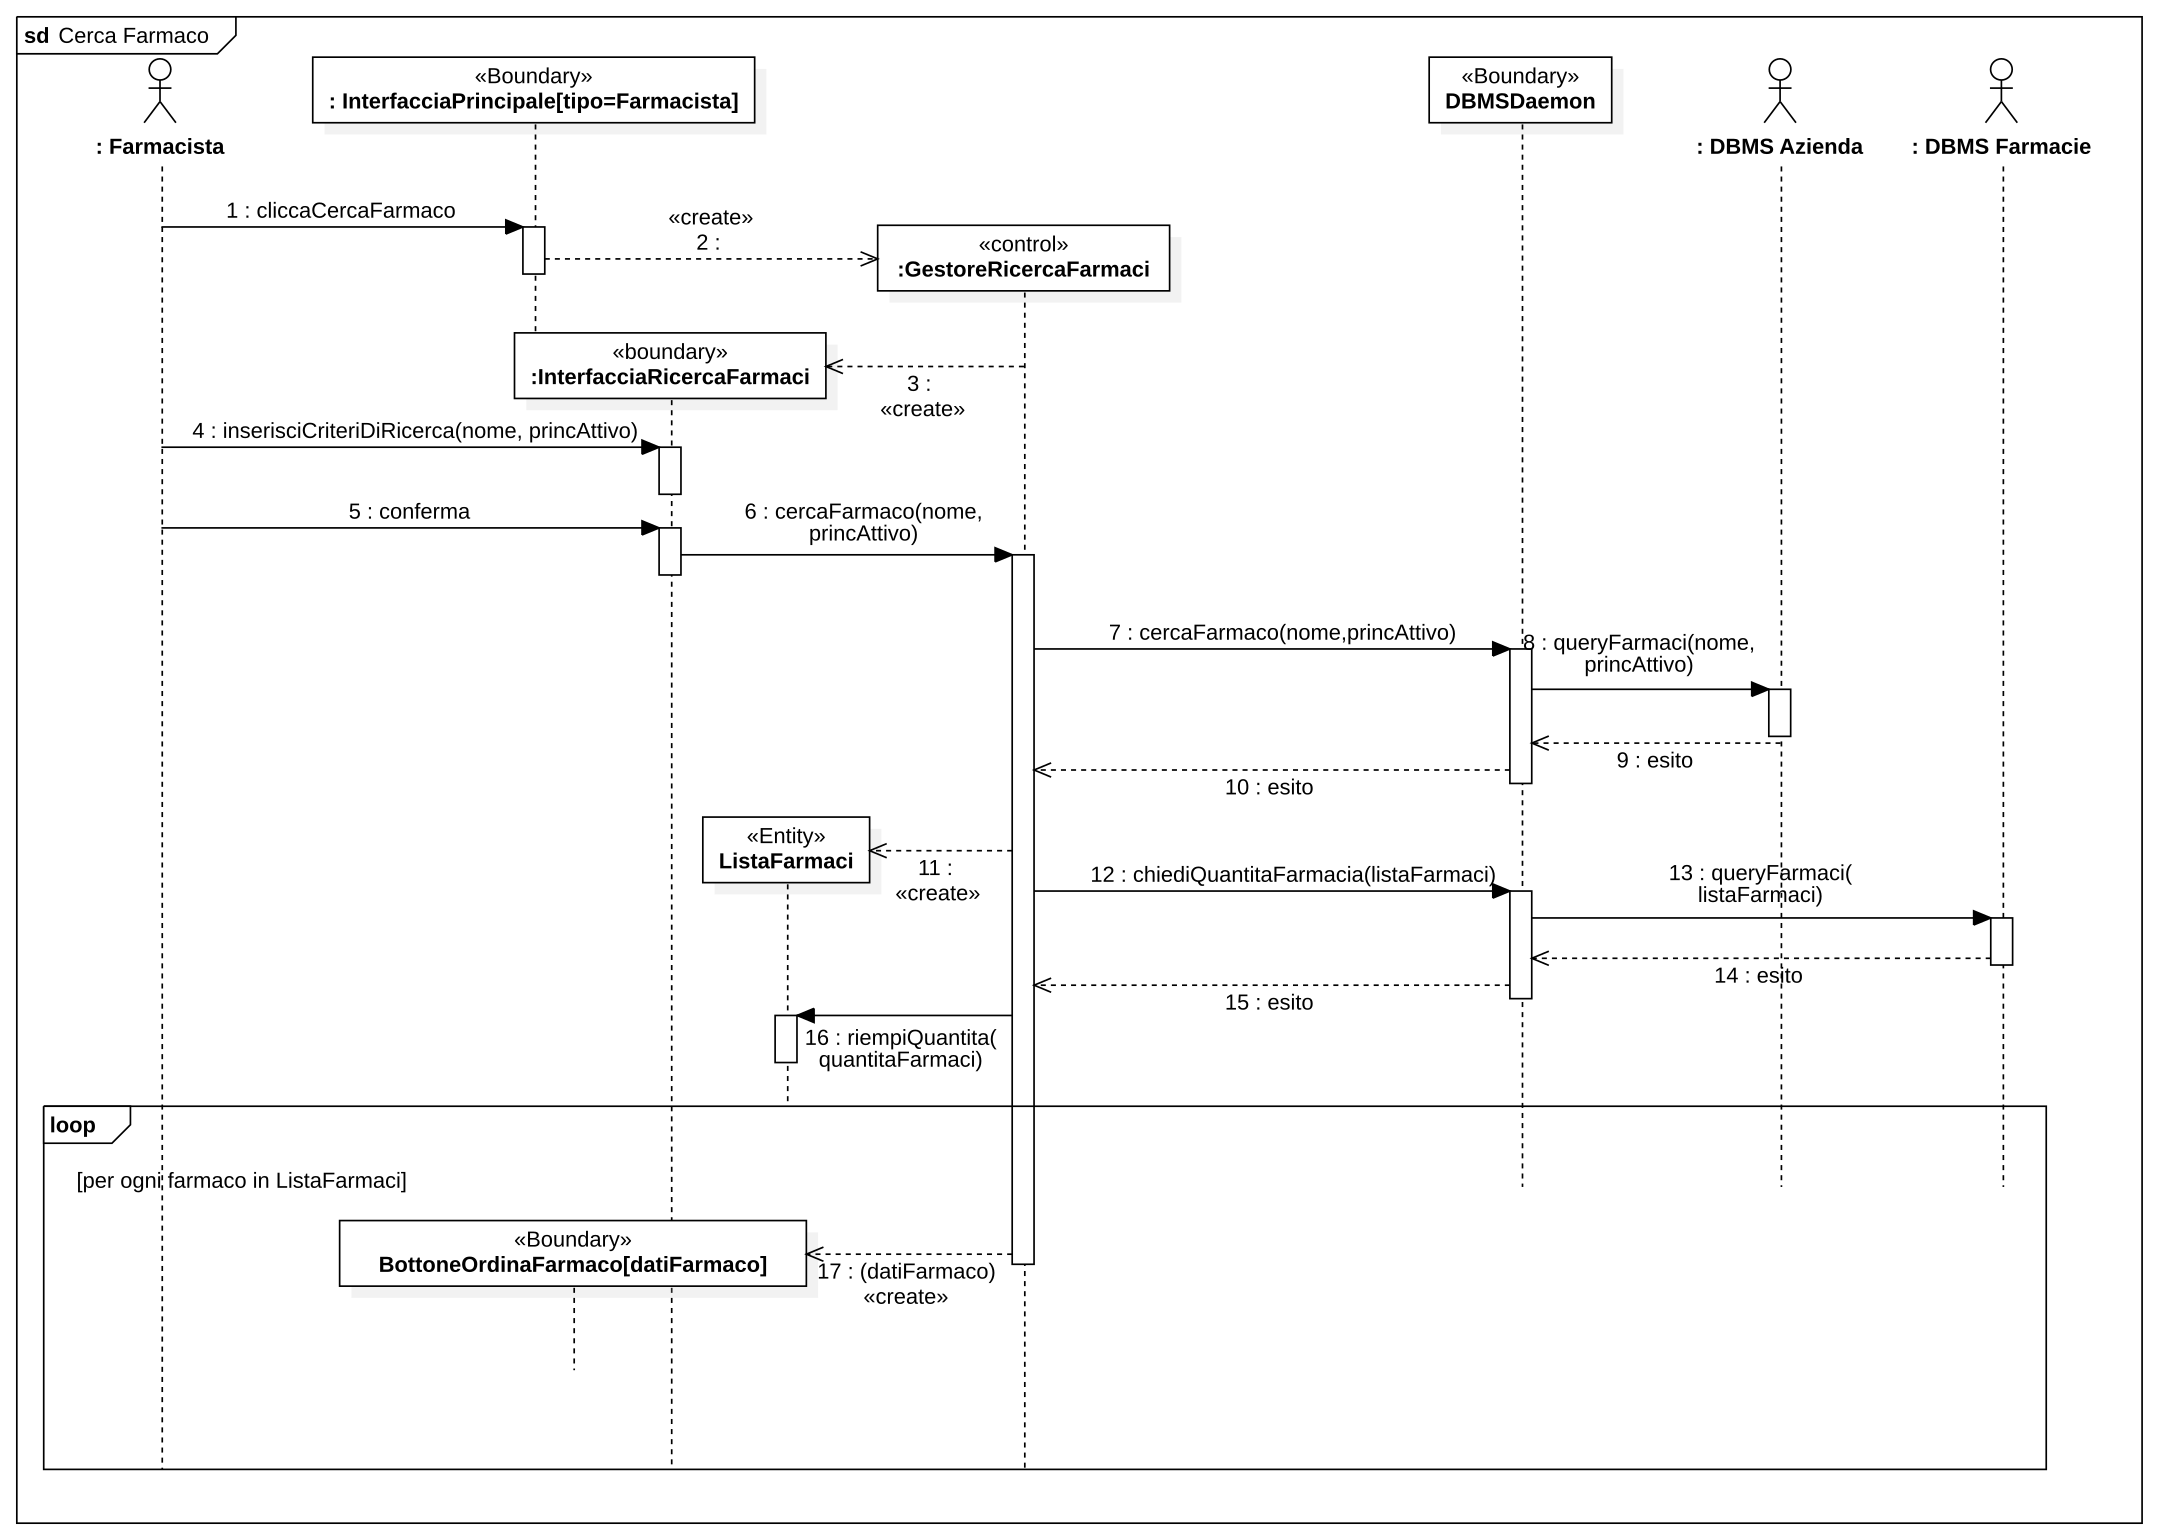 sd Cerca Farmaco
«Boundary»
: InterfacciaPrincipale[tipo=Farmacista]
«Boundary»
DBMSDaemon
: Farmacista
: DBMS Azienda
: DBMS Farmacie
1 : cliccaCercaFarmaco
«create»
2 :
«control»
:GestoreRicercaFarmaci
«boundary»
:InterfacciaRicercaFarmaci
3 :
«create»
4 : inserisciCriteriDiRicerca(nome, princAttivo)
5 : conferma
6 : cercaFarmaco(nome,
princAttivo)
7 : cercaFarmaco(nome,princAttivo)
8 : queryFarmaci(nome,
princAttivo)
9 : esito
10 : esito
«Entity»
ListaFarmaci
11 :
«create»
12 : chiediQuantitaFarmacia(listaFarmaci)
13 : queryFarmaci(
listaFarmaci)
14 : esito
15 : esito
16 : riempiQuantita(
quantitaFarmaci)
loop
[per ogni farmaco in ListaFarmaci]
«Boundary»
BottoneOrdinaFarmaco[datiFarmaco]
17 : (datiFarmaco)
«create»